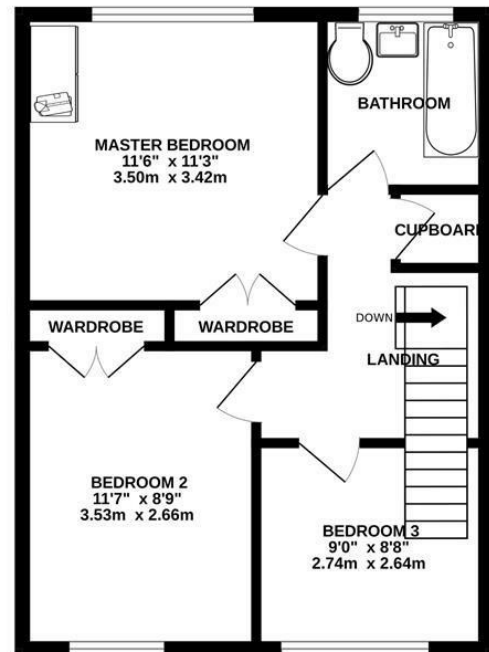 BATHROOM
MASTER BEDROOM
11'6" x 11'3"
3.50m x 3.42m
CUPBOARD
DOWN
WARDROBE
WARDROBE
LANDING
BEDROOM 2
11'7" x 8'9"
3.53m x 2.66m
BEDROOM 3
9'0" x 8'8"
2.74m x 2.64m